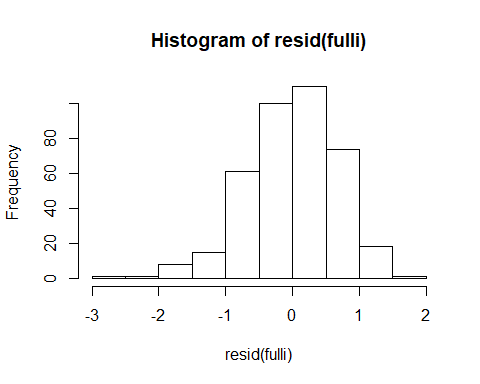 Histogram of resid(fulli)
Frequency
80
60
40
20
0
-3 -2 -1 0 1 2
resid(fulli)